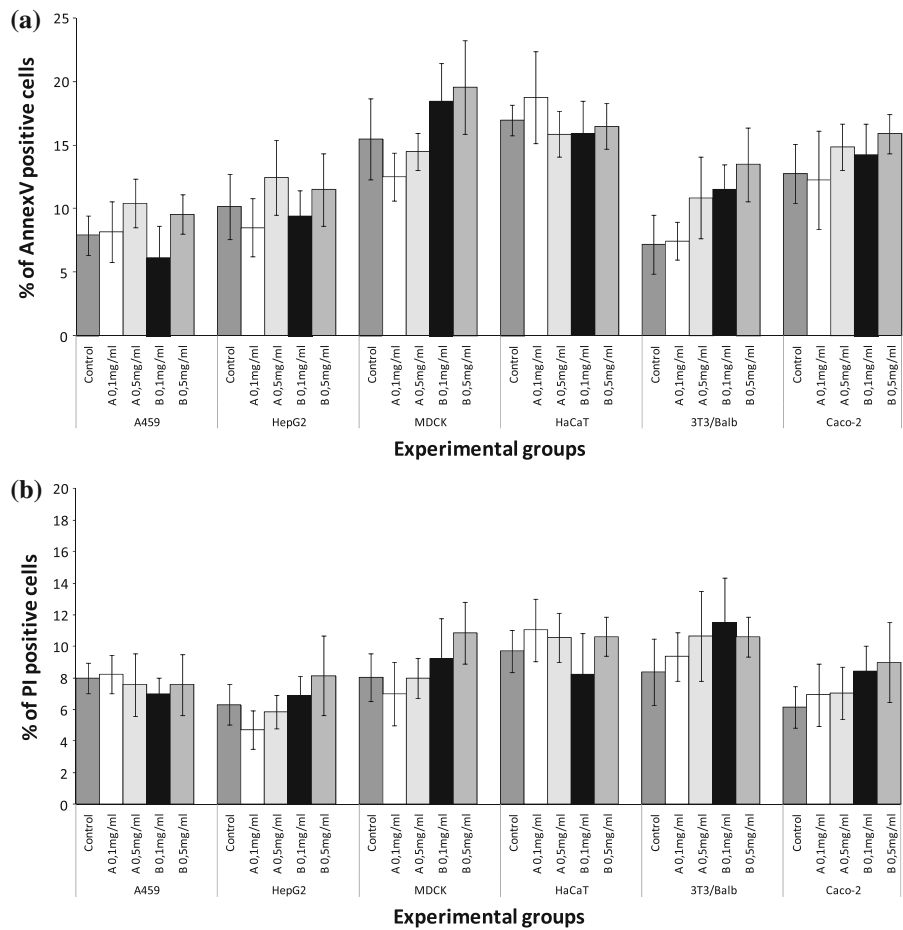 (a)
% of AnnexV positive cells
25
20
15
10
5
0
Control
A 0,1mg/ml
A 0,5mg/ml
B 0,1mg/ml
B 0,5mg/ml
Control
A 0,1mg/ml
A 0,5mg/ml
B 0,1mg/ml
B 0,5mg/ml
Control
A 0,1mg/ml
A 0,5mg/ml
B 0,1mg/ml
B 0,5mg/ml
Control
A 0,1mg/ml
A 0,5mg/ml
B 0,1mg/ml
B 0,5mg/ml
Control
A 0,1mg/ml
A 0,5mg/ml
B 0,1mg/ml
B 0,5mg/ml
Control
A 0,1mg/ml
A 0,5mg/ml
B 0,1mg/ml
B 0,5mg/ml
A459
HepG2
MDCK
HaCaT
3T3/Balb
Caco-2
Experimental groups
(b)
% of PI positive cells
20
18
16
14
12
10
8
6
4
2
0
Control
A 0,1mg/ml
A 0,5mg/ml
B 0,1mg/ml
B 0,5mg/ml
Control
A 0,1mg/ml
A 0,5mg/ml
B 0,1mg/ml
B 0,5mg/ml
Control
A 0,1mg/ml
A 0,5mg/ml
B 0,1mg/ml
B 0,5mg/ml
Control
A 0,1mg/ml
A 0,5mg/ml
B 0,1mg/ml
B 0,5mg/ml
Control
A 0,1mg/ml
A 0,5mg/ml
B 0,1mg/ml
B 0,5mg/ml
Control
A 0,1mg/ml
A 0,5mg/ml
B 0,1mg/ml
B 0,5mg/ml
A459
HepG2
MDCK
HaCaT
3T3/Balb
Caco-2
Experimental groups